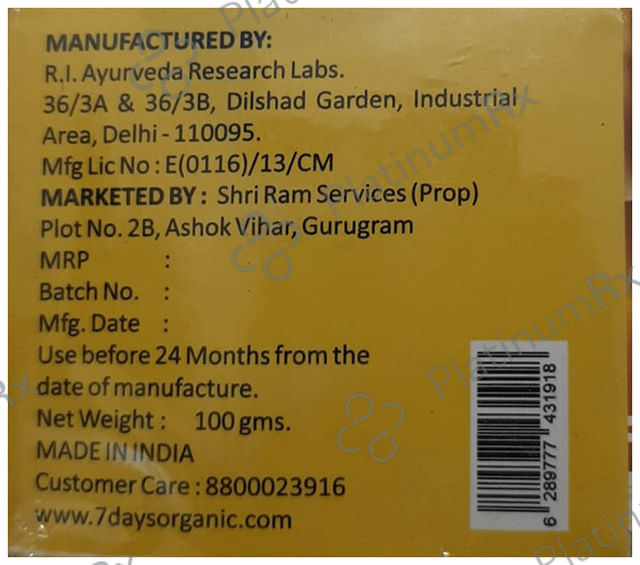 MANUFACTURED BY:
R.I. Ayurveda Research Labs.
36/3A & 36/3B, Dilshad Garden, Industrial
Area, Delhi - 110095.
Mfg Lic No : E(0116)/13/CM
MARKETED BY : Shri Ram Services (Prop)
Plot No. 2B, Ashok Vihar, Gurugram
MRP :
Batch No. :
Mfg. Date :
Use before 24 Months from the
date of manufacture.
Net Weight : 100 gms.
MADE IN INDIA
Customer Care : 8800023916
www.7daysorganic.com
6 289777 431918
PlatinumRx
PlatinumRx
PlatinumRx